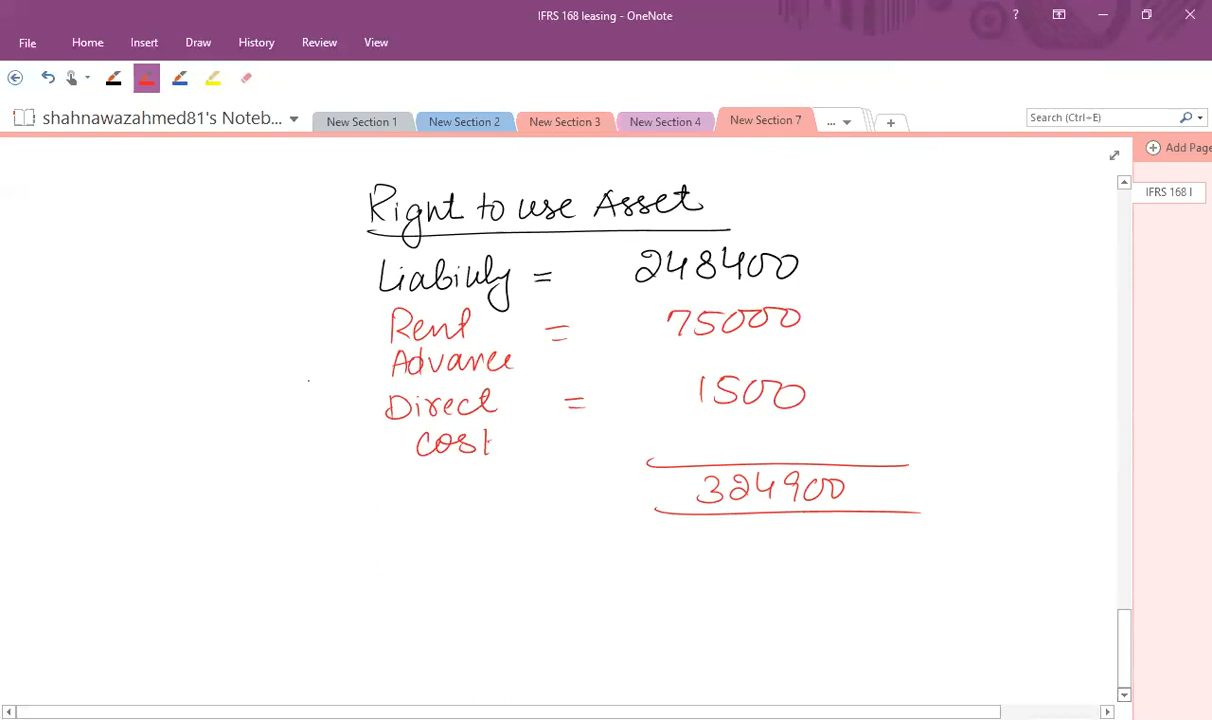 IFRS 168 leasing - OneNote
?
File Home Insert Draw History Review View
shahnawazahmed81's Noteb... New Section 1 New Section 2 New Section 3 New Section 4 New Section 7 ... + Search (Ctrl+E)
Add Page
IFRS 168 l
Right to use Asset
Liability = 248400
Rent = 75000
Advance
Direct = 1500
cost
324900